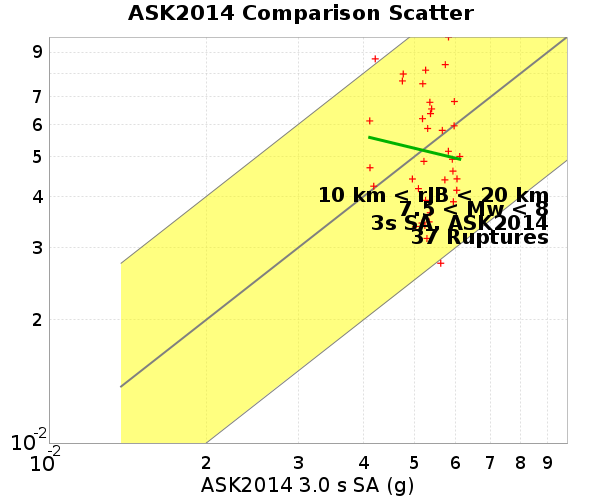 ASK2014 Comparison Scatter
9
7
6
5
4
3
2
10-2
10 km < rJB < 20 km
7.5 < Mw < 8
3s SA, ASK2014
37 Ruptures
10-2 2 3 4 5 6 7 8 9
ASK2014 3.0 s SA (g)